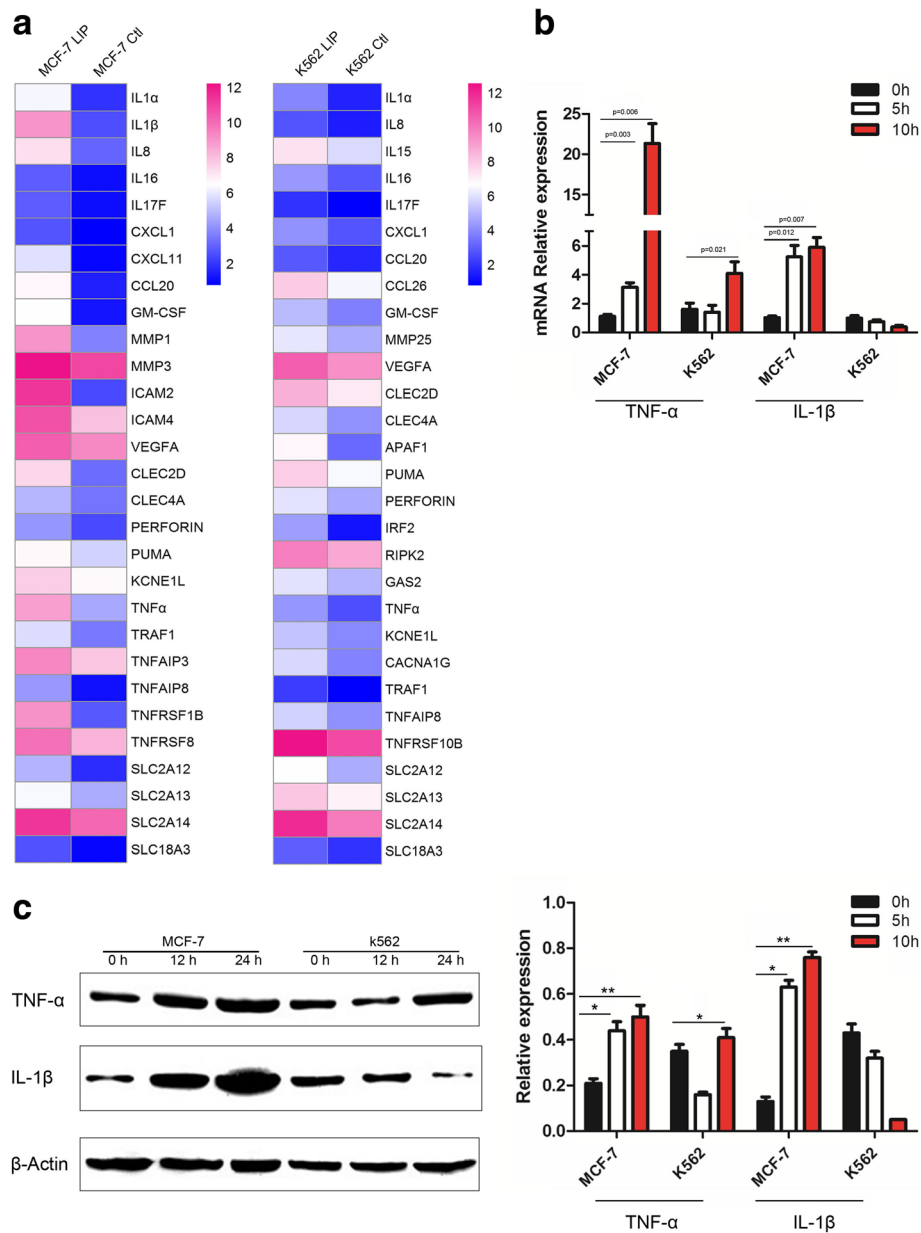 a
MCF-7 LIP
MCF-7 Ctl
IL1α
IL1β
IL8
IL16
IL17F
CXCL1
CXCL11
CCL20
GM-CSF
MMP1
MMP3
ICAM2
ICAM4
VEGFA
CLEC2D
CLEC4A
PERFORIN
PUMA
KCNE1L
TNFα
TRAF1
TNFAIP3
TNFAIP8
TNFRSF1B
TNFRSF8
SLC2A12
SLC2A13
SLC2A14
SLC18A3
12
10
8
6
4
2
K562 LIP
K562 Ctl
IL1α
IL8
IL15
IL16
IL17F
CXCL1
CCL20
CCL26
GM-CSF
MMP25
VEGFA
CLEC2D
CLEC4A
APAF1
PUMA
PERFORIN
IRF2
RIPK2
GAS2
TNFα
KCNE1L
CACNA1G
TRAF1
TNFAIP8
TNFRSF10B
SLC2A12
SLC2A13
SLC2A14
SLC18A3
12
10
8
6
4
2
b
0h
5h
10h
mRNA Relative expression
25
20
15
10
6
4
2
0
p=0.006
p=0.003
p=0.021
p=0.007
p=0.012
MCF-7 K562 MCF-7 K562
TNF-α IL-1β
c
MCF-7 k562
0 h 12 h 24 h 0 h 12 h 24 h
TNF-α
IL-1β
β-Actin
0h
5h
10h
Relative expression
1.0
0.8
0.6
0.4
0.2
0.0
** 
*
*
**
*
MCF-7 K562 MCF-7 K562
TNF-α IL-1β